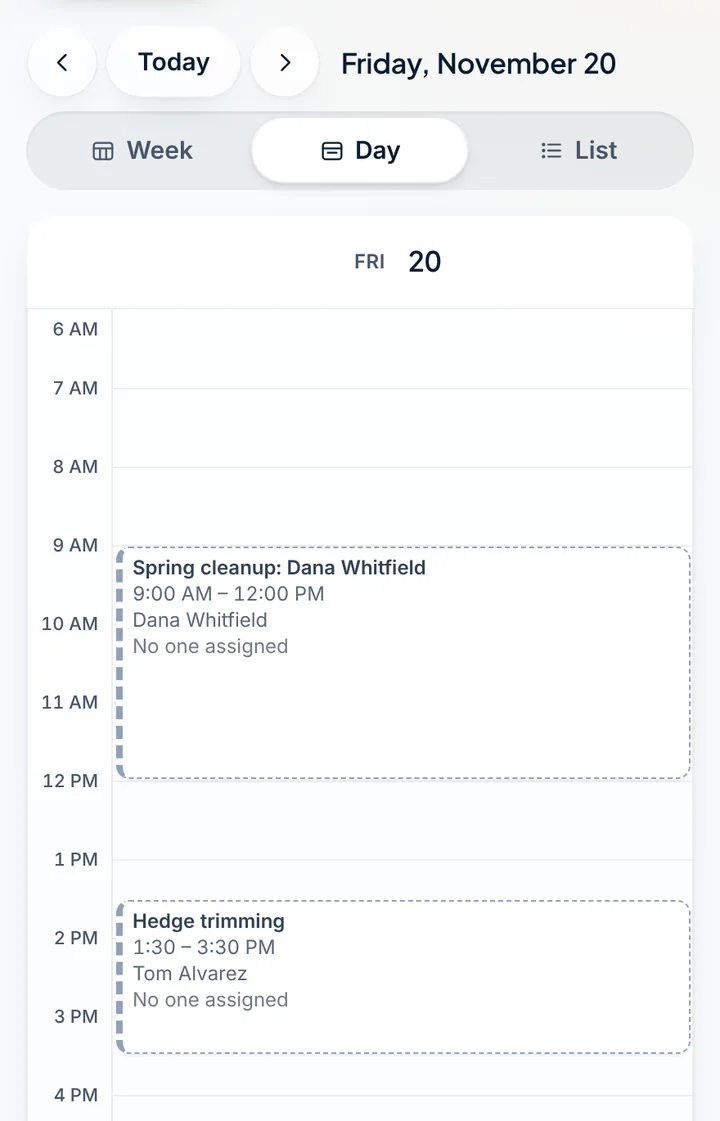 Today
Friday, November 20
Week
Day
List
FRI 20
6 AM
7 AM
8 AM
9 AM
Spring cleanup: Dana Whitfield
9:00 AM – 12:00 PM
Dana Whitfield
No one assigned
10 AM
11 AM
12 PM
1 PM
Hedge trimming
1:30 – 3:30 PM
Tom Alvarez
No one assigned
2 PM
3 PM
4 PM